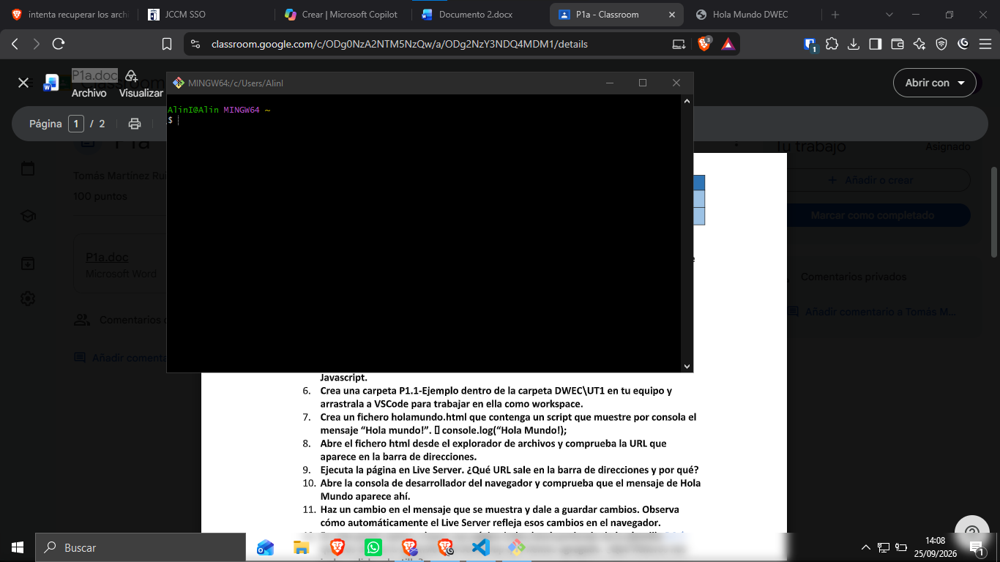 intenta recuperar los archi
JCCM SSO
Crear | Microsoft Copilot
Documento 2.docx
P1a - Classroom
Hola Mundo DWEC
classroom.google.com/c/ODg0NzA2NTM5NzQw/a/ODg2NzY3NDQ4MDM1/details
3
1
P1a.doc
Classroom
Archivo Visualizar
Abrir con
MINGW64:/c/Users/AlinI
AlinI@Alin MINGW64 ~
$
Página 1 / 2
P1a
Tu trabajo
Asignado
Tomás Martínez Rui
100 puntos
Añadir o crear
Marcar como completado
P1a.doc
Microsoft Word
Comentarios privados
Comentarios
Añadir comentario a Tomás M...
Añadir comenta
Javascript.
6. Crea una carpeta P1.1-Ejemplo dentro de la carpeta DWEC\UT1 en tu equipo y
arrastrala a VSCode para trabajar en ella como workspace.
7. Crea un fichero holamundo.html que contenga un script que muestre por consola el
mensaje “Hola mundo!”. console.log(“Hola Mundo!);
8. Abre el fichero html desde el explorador de archivos y comprueba la URL que
aparece en la barra de direcciones.
9. Ejecuta la página en Live Server. ¿Qué URL sale en la barra de direcciones y por qué?
10. Abre la consola de desarrollador del navegador y comprueba que el mensaje de Hola
Mundo aparece ahí.
11. Haz un cambio en el mensaje que se muestra y dale a guardar cambios. Observa
cómo automáticamente el Live Server refleja esos cambios en el navegador.
Buscar
14:08
25/09/2026
1